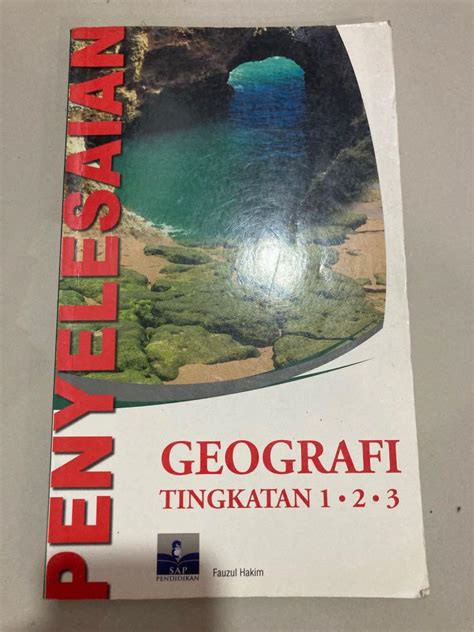 PENYELESAIAN
GEOGRAFI
TINGKATAN 1 • 2 • 3
SAP
PENDIDIKAN
Fauzul Hakim